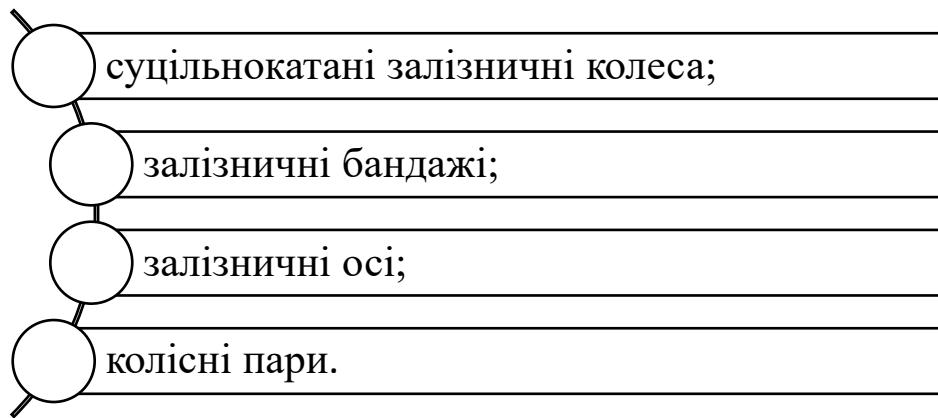 суцільнокатані залізничні колеса;
залізничні бандажі;
залізничні осі;
колісні пари.